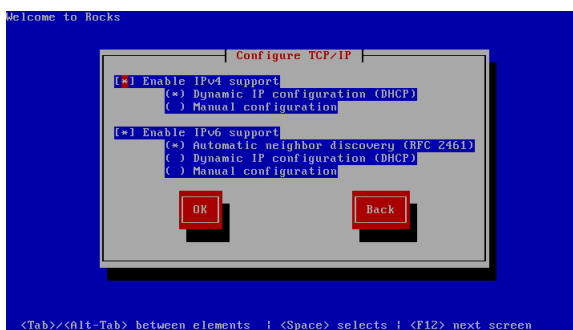 Welcome to Rocks
Configure TCP/IP
[*] Enable IPv4 support
(*) Dynamic IP configuration (DHCP)
( ) Manual configuration
[*] Enable IPv6 support
(*) Automatic neighbor discovery (RFC 2461)
( ) Dynamic IP configuration (DHCP)
( ) Manual configuration
OK Back
<Tab>/<Alt-Tab> between elements | <Space> selects | <F12> next screen